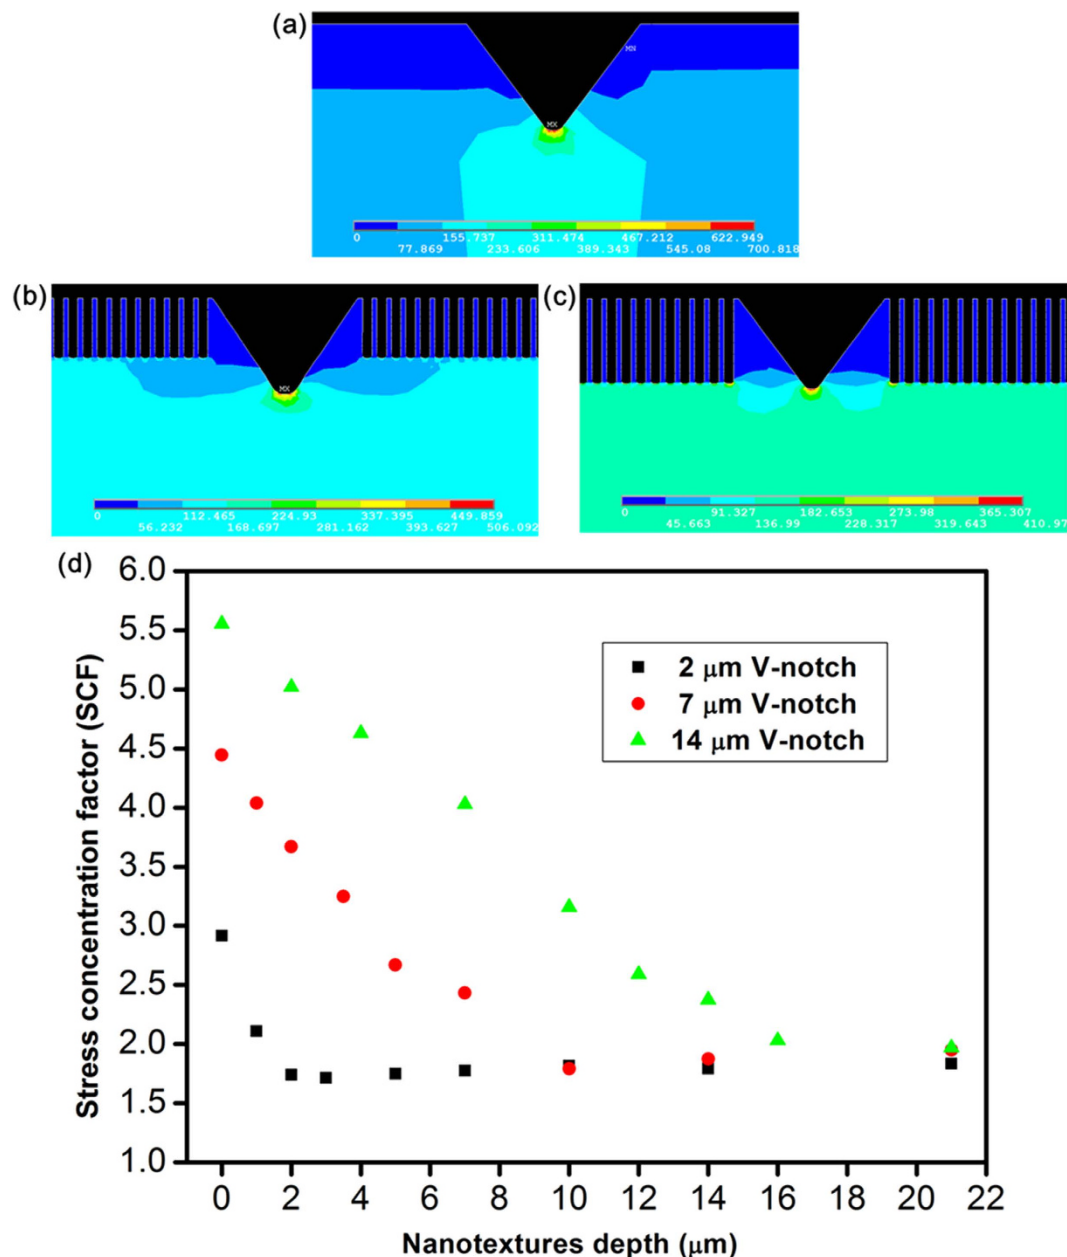 (a)
MN
MX
0 155.737 311.474 467.212 622.949
77.869 233.606 389.343 545.08 700.818
(b)
(c)
MX
0 112.465 224.93 337.395 449.859
56.232 168.697 281.162 393.627 506.092
0 91.327 182.653 273.98 365.307
45.663 136.99 228.317 319.643 410.97
(d)
6.0
5.5
5.0
4.5
4.0
3.5
3.0
2.5
2.0
1.5
1.0
Stress concentration factor (SCF)
2 μm V-notch
7 μm V-notch
14 μm V-notch
0 2 4 6 8 10 12 14 16 18 20 22
Nanotextures depth (μm)